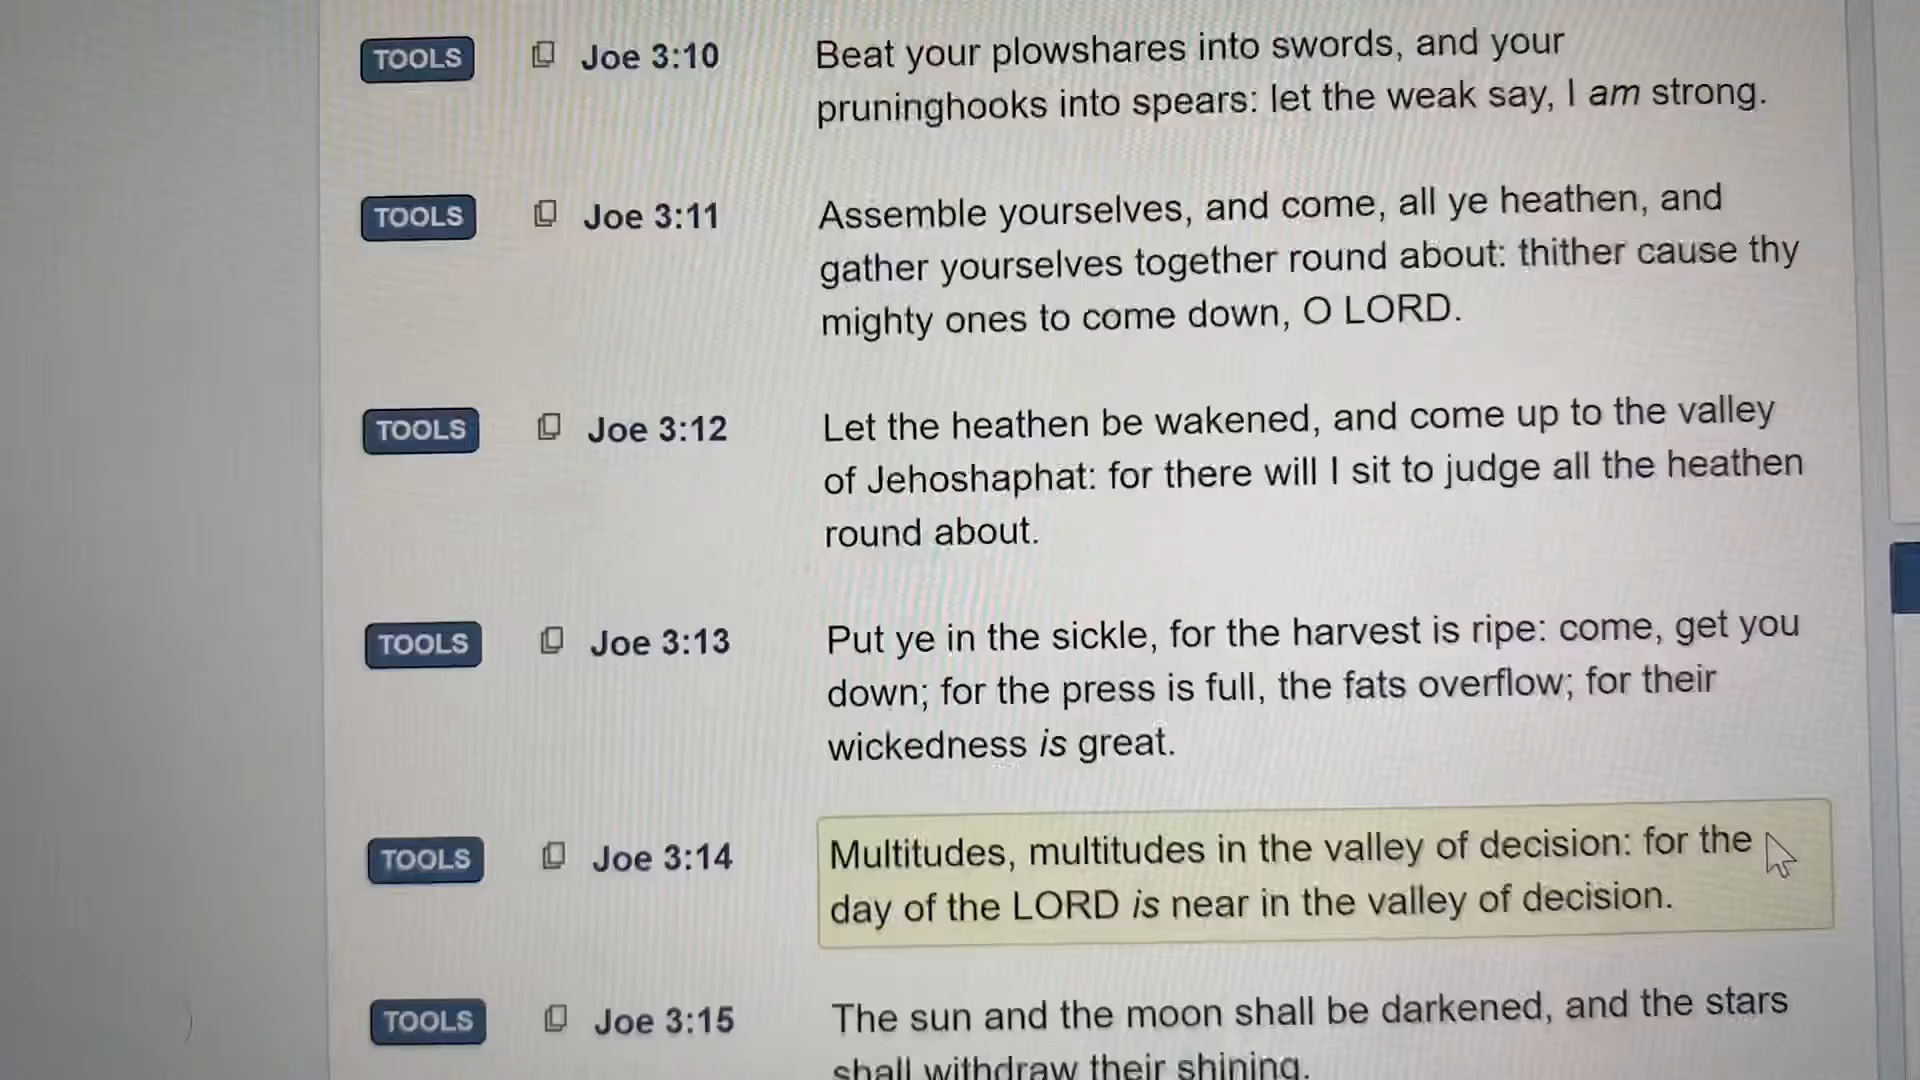 TOOLS Joe 3:10 Beat your plowshares into swords, and your
pruninghooks into spears: let the weak say, I am strong.
TOOLS Joe 3:11 Assemble yourselves, and come, all ye heathen, and
gather yourselves together round about: thither cause thy
mighty ones to come down, O LORD.
TOOLS Joe 3:12 Let the heathen be wakened, and come up to the valley
of Jehoshaphat: for there will I sit to judge all the heathen
round about.
TOOLS Joe 3:13 Put ye in the sickle, for the harvest is ripe: come, get you
down; for the press is full, the fats overflow; for their
wickedness is great.
TOOLS Joe 3:14 Multitudes, multitudes in the valley of decision: for the
day of the LORD is near in the valley of decision.
TOOLS Joe 3:15 The sun and the moon shall be darkened, and the stars
shall withdraw their shining.